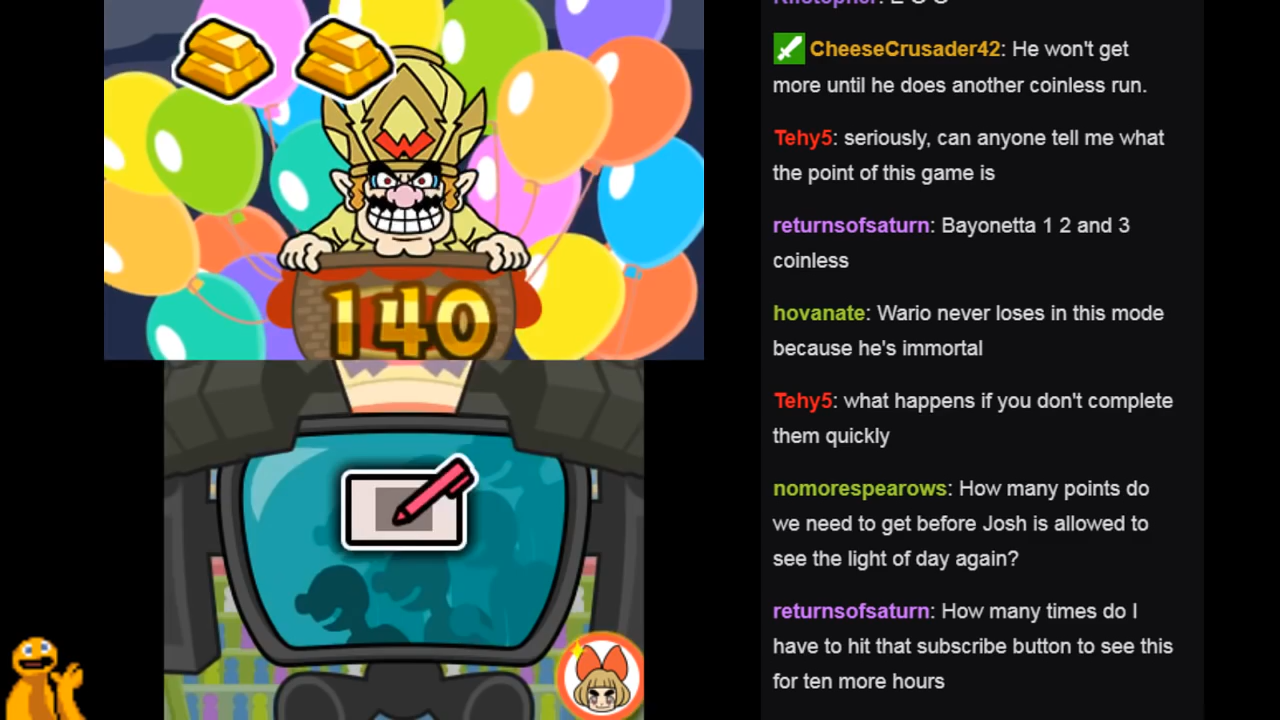 140
CheeseCrusader42: He won't get
more until he does another coinless run.
Tehy5: seriously, can anyone tell me what
the point of this game is
returnsofsaturn: Bayonetta 1 2 and 3
coinless
hovanate: Wario never loses in this mode
because he's immortal
Tehy5: what happens if you don't complete
them quickly
nomorespearows: How many points do
we need to get before Josh is allowed to
see the light of day again?
returnsofsaturn: How many times do I
have to hit that subscribe button to see this
for ten more hours